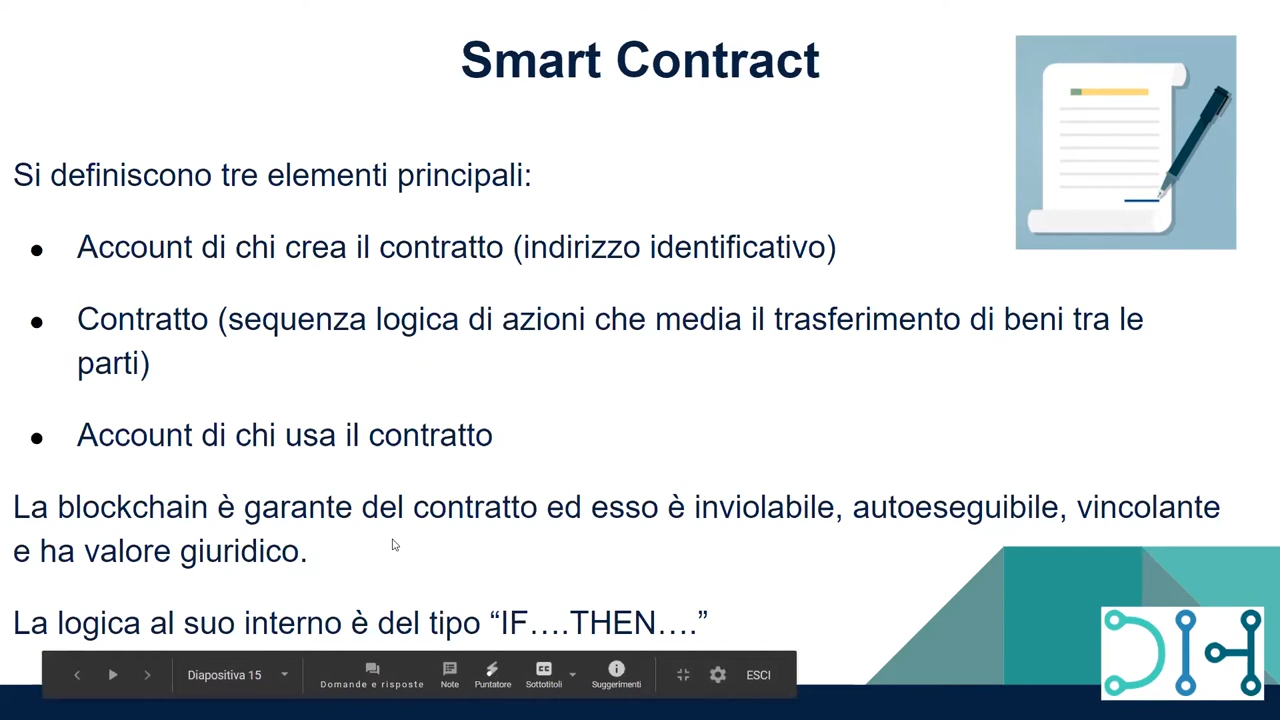 Smart Contract
Si definiscono tre elementi principali:
● Account di chi crea il contratto (indirizzo identificativo)
● Contratto (sequenza logica di azioni che media il trasferimento di beni tra le
parti)
● Account di chi usa il contratto
La blockchain è garante del contratto ed esso è inviolabile, autoeseguibile, vincolante
e ha valore giuridico.
La logica al suo interno è del tipo “IF….THEN….”
Diapositiva 15
Domande e risposte
Note
Puntatore
Sottotitoli
Suggerimenti
ESCI
DIH